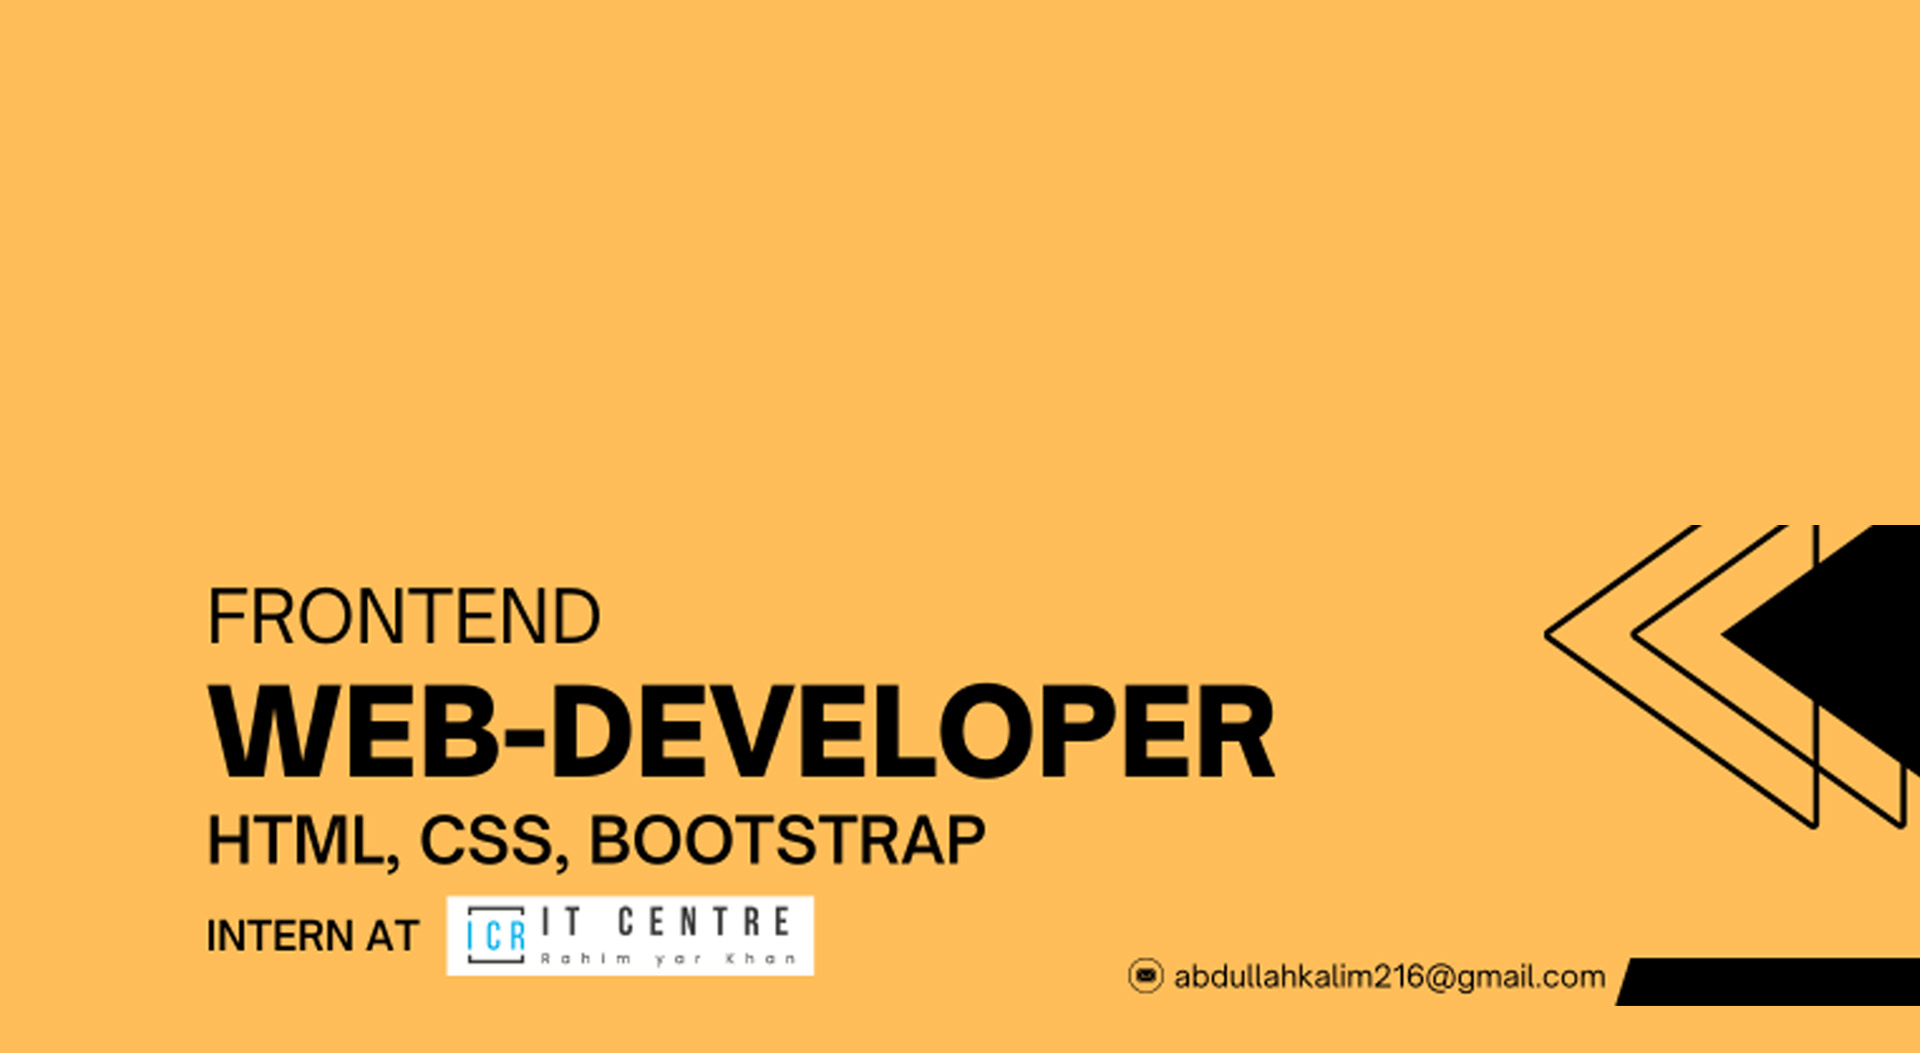 FRONTEND
WEB-DEVELOPER
HTML, CSS, BOOTSTRAP
INTERN AT
ICR
IT CENTRE
Rahim yar Khan
abdullahkalim216@gmail.com